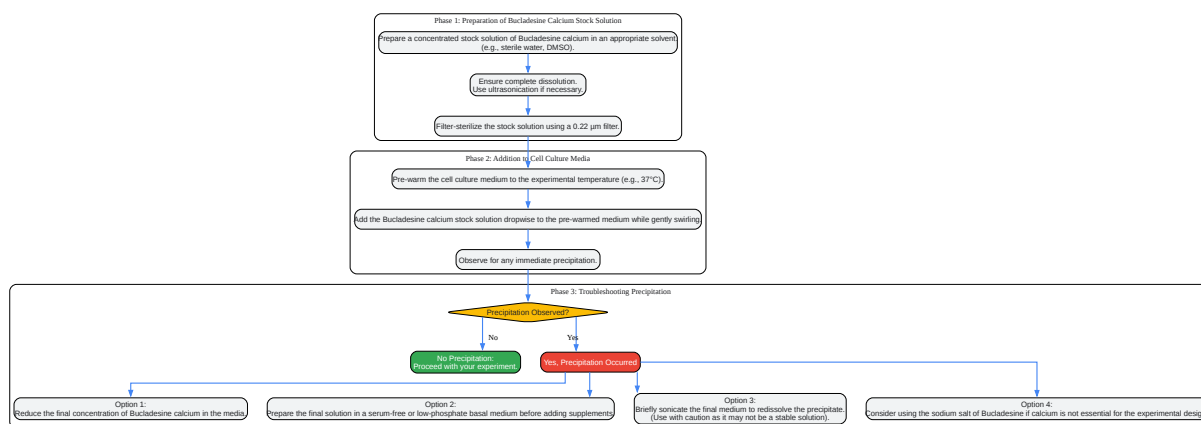 Phase 1: Preparation of Bucladesine Calcium Stock Solution
Prepare a concentrated stock solution of Bucladesine calcium in an appropriate solvent.
(e.g., sterile water, DMSO).
Ensure complete dissolution.
Use ultrasonication if necessary.
Filter-sterilize the stock solution using a 0.22 µm filter.
Phase 2: Addition to Cell Culture Media
Pre-warm the cell culture medium to the experimental temperature (e.g., 37°C).
Add the Bucladesine calcium stock solution dropwise to the pre-warmed medium while gently swirling.
Observe for any immediate precipitation.
Phase 3: Troubleshooting Precipitation
Precipitation Observed?
No
Yes
No Precipitation:
Proceed with your experiment.
Yes, Precipitation Occurred
Option 1:
Reduce the final concentration of Bucladesine calcium in the media.
Option 2:
Prepare the final solution in a serum-free or low-phosphate basal medium before adding supplements.
Option 3:
Briefly sonicate the final medium to redissolve the precipitate.
(Use with caution as it may not be a stable solution).
Option 4:
Consider using the sodium salt of Bucladesine if calcium is not essential for the experimental desig